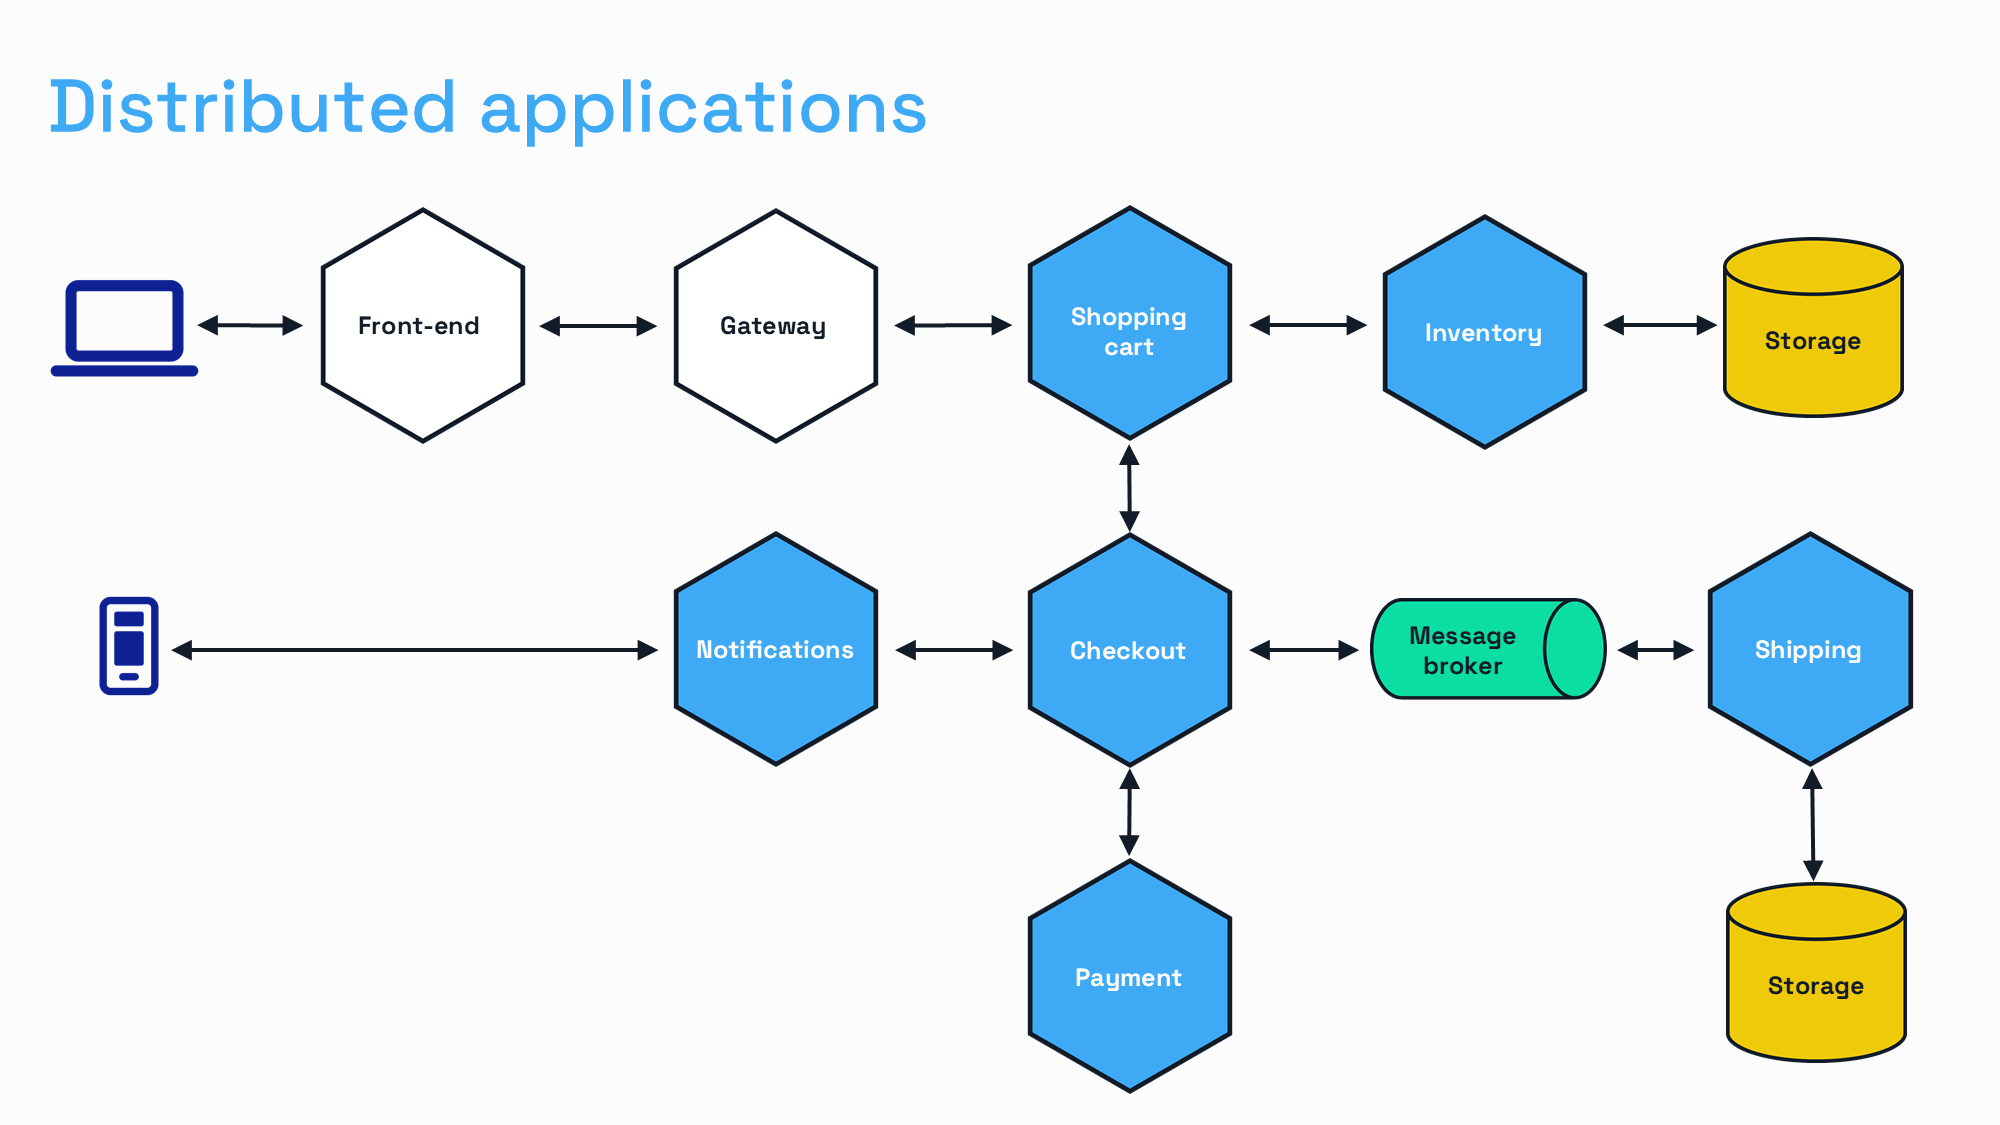 Distributed applications
Front-end
Gateway
Shopping
cart
Inventory
Storage
Notifications
Checkout
Message
broker
Shipping
Payment
Storage